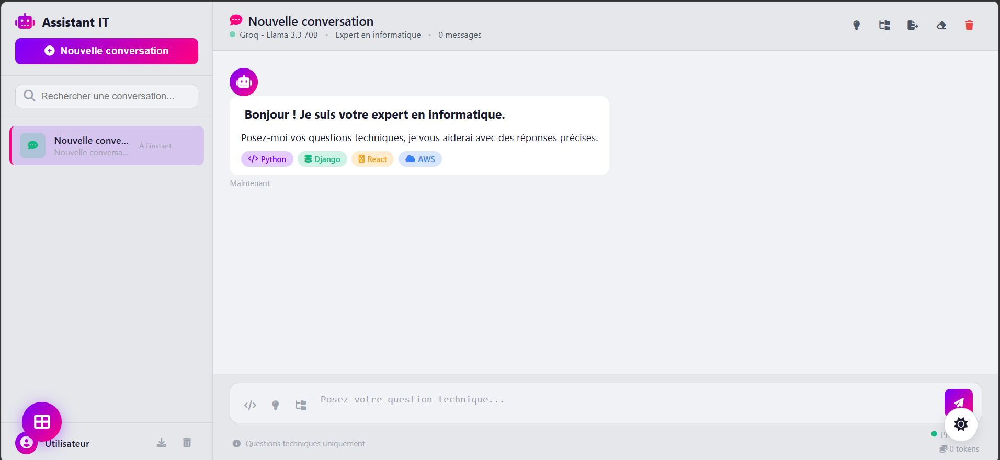 Assistant IT
Nouvelle conversation
Rechercher une conversation...
Nouvelle conve...
Nouvelle conversa...
À l'instant
Utilisateur
Nouvelle conversation
Groq - Llama 3.3 70B • Expert en informatique • 0 messages
Bonjour ! Je suis votre expert en informatique.
Posez-moi vos questions techniques, je vous aiderai avec des réponses précises.
Python Django React AWS
Maintenant
Posez votre question technique...
Questions techniques uniquement
0 tokens